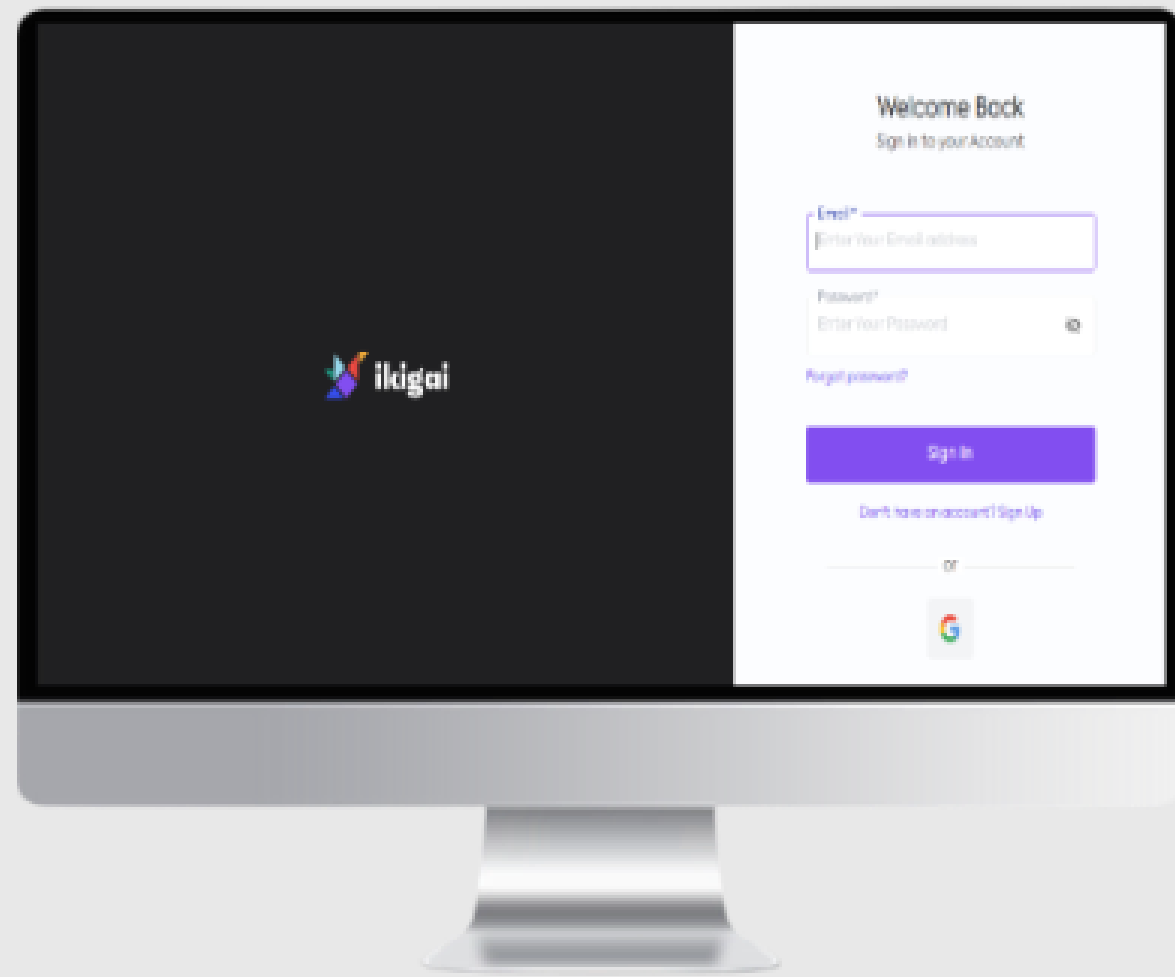 ikigai
Welcome Back
Sign in to your Account
Email*
Enter Your Email address
Password*
Enter Your Password
Forgot password?
Sign In
Don't have an account? Sign Up
or